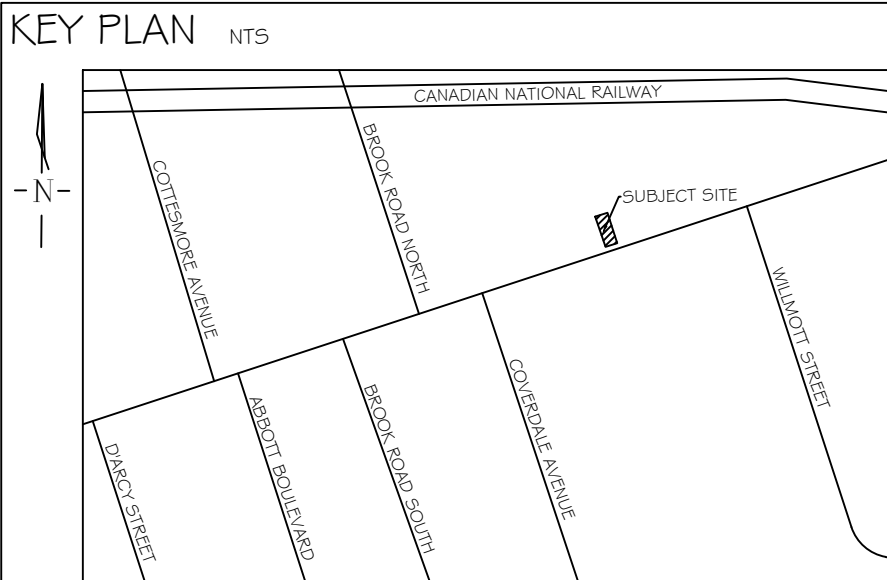 KEY PLAN NTS
CANADIAN NATIONAL RAILWAY
N
COTTESMORE AVENUE
BROOK ROAD NORTH
SUBJECT SITE
WILLMOTT STREET
D'ARCY STREET
ABBOTT BOULEVARD
BROOK ROAD SOUTH
COVERDALE AVENUE